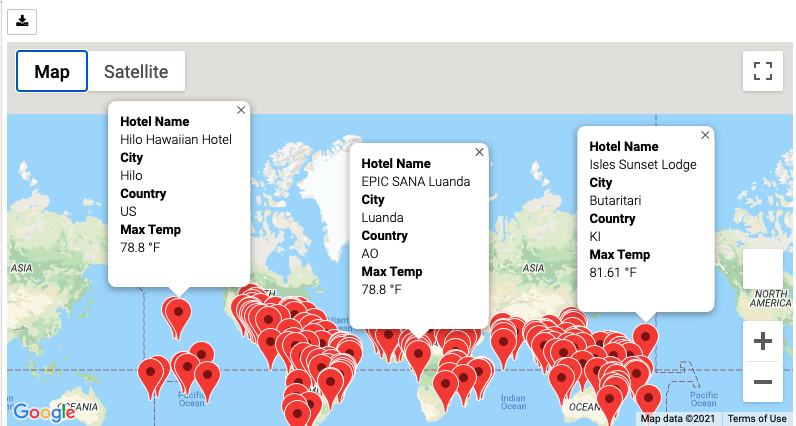 Map
Satellite
Hotel Name
Hilo Hawaiian Hotel
City
Hilo
Country
US
Max Temp
78.8 °F
Hotel Name
EPIC SANA Luanda
City
Luanda
Country
AO
Max Temp
78.8 °F
Hotel Name
Isles Sunset Lodge
City
Butaritari
Country
KI
Max Temp
81.61 °F
ASIA
ASIA
NORTH
AMERICA
Pacific
Ocean
Indian
Ocean
Pacific
Ocean
Google
Map data ©2021
Terms of Use